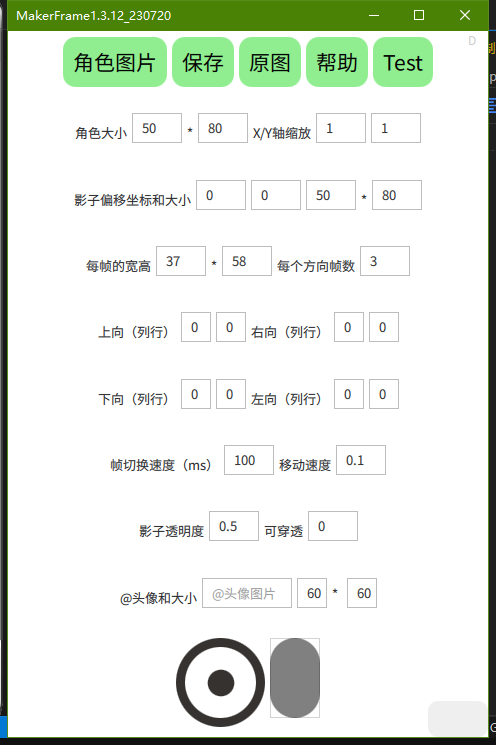 MakerFrame1.3.12_230720
D
角色图片 保存 原图 帮助 Test
角色大小 50 * 80 X/Y轴缩放 1 1
影子偏移坐标和大小 0 0 50 * 80
每帧的宽高 37 * 58 每个方向帧数 3
上向（列行） 0 0 右向（列行） 0 0
下向（列行） 0 0 左向（列行） 0 0
帧切换速度（ms） 100 移动速度 0.1
影子透明度 0.5 可穿透 0
@头像和大小 @头像图片 60 * 60